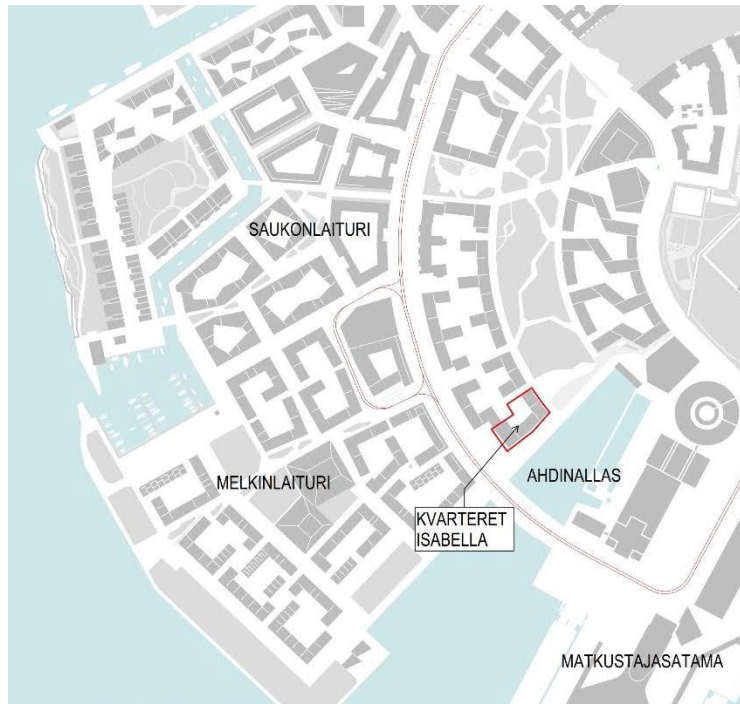 SAUKONLAITURI
MELKINLAITURI
AHDINALLAS
KVARTERET
ISABELLA
MATKUSTAJASATAMA